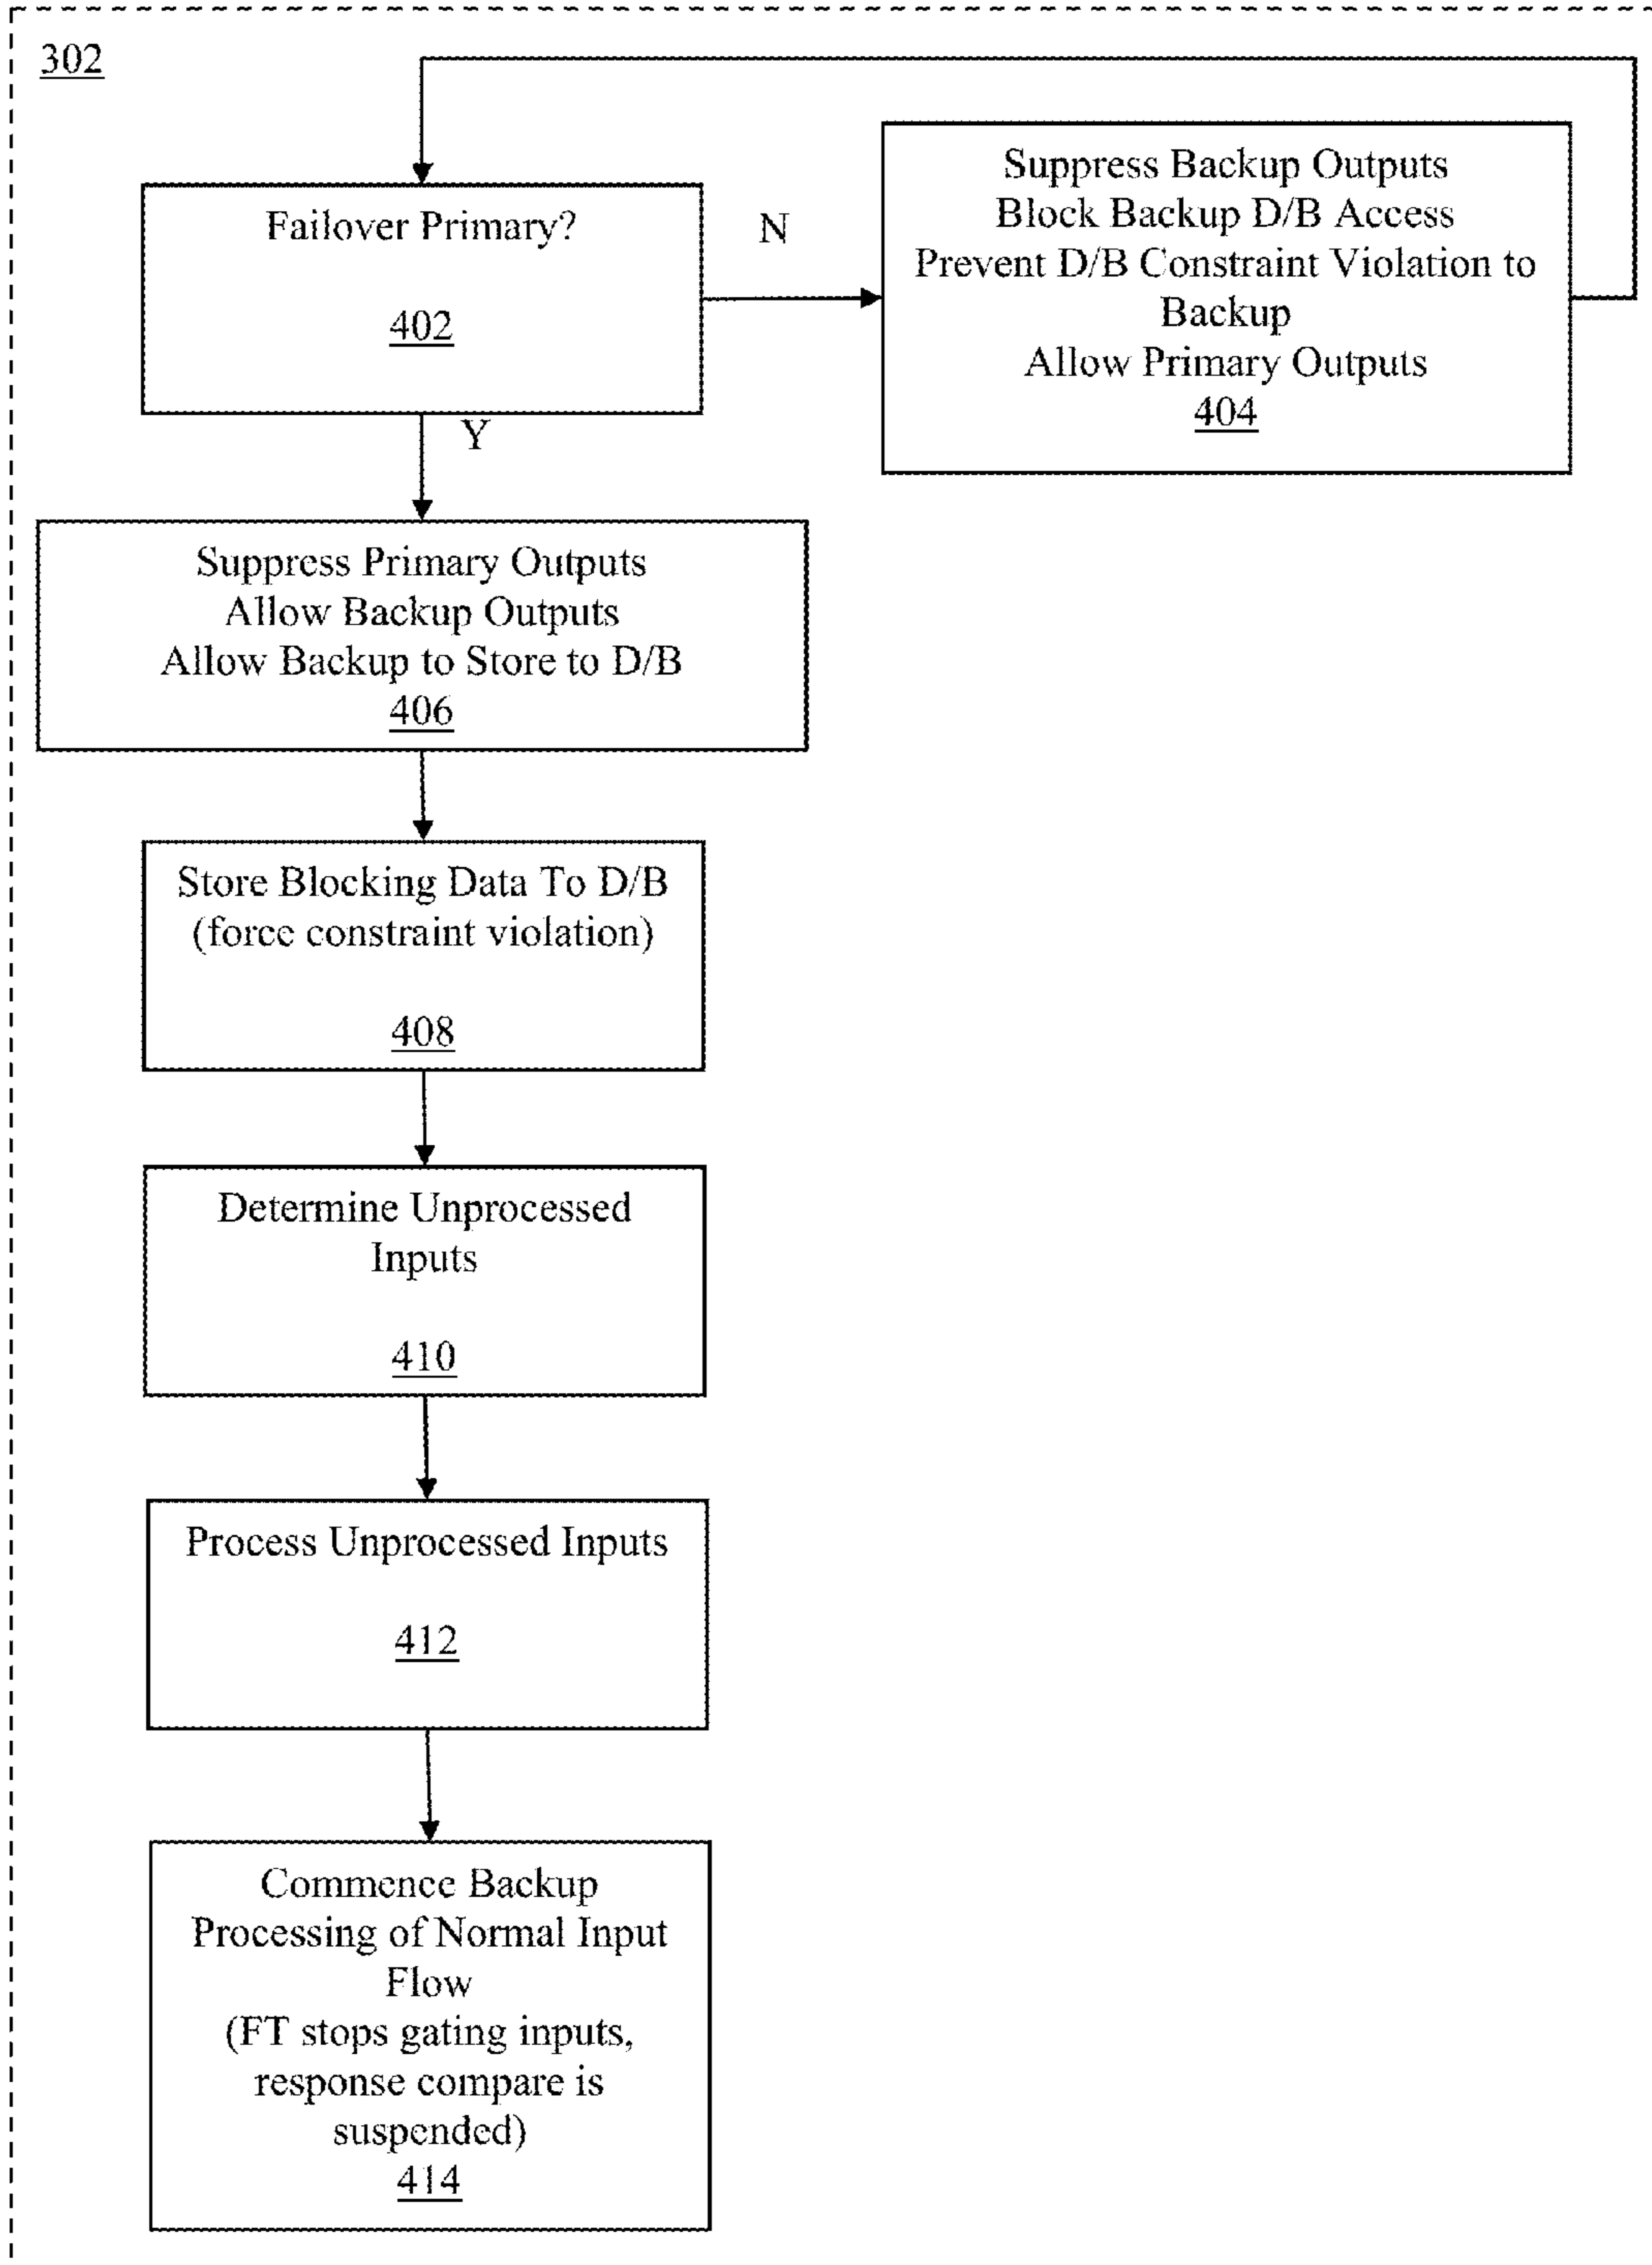 302
Failover Primary?
402
N
Suppress Backup Outputs
Block Backup D/B Access
Prevent D/B Constraint Violation to
Backup
Allow Primary Outputs
404
Y
Suppress Primary Outputs
Allow Backup Outputs
Allow Backup to Store to D/B
406
Store Blocking Data To D/B
(force constraint violation)
408
Determine Unprocessed
Inputs
410
Process Unprocessed Inputs
412
Commence Backup
Processing of Normal Input
Flow
(FT stops gating inputs,
response compare is
suspended)
414